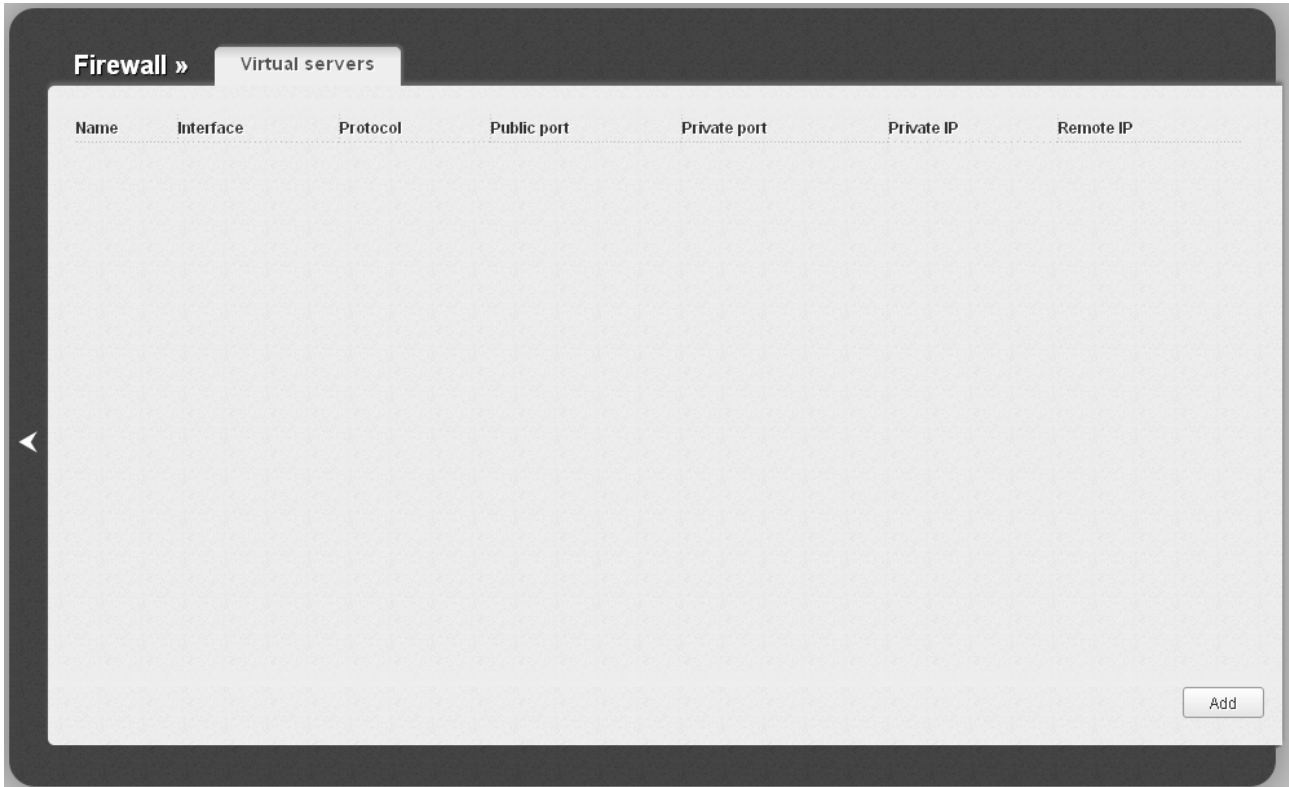 Firewall » Virtual servers
Name Interface Protocol Public port Private port Private IP Remote IP
Add